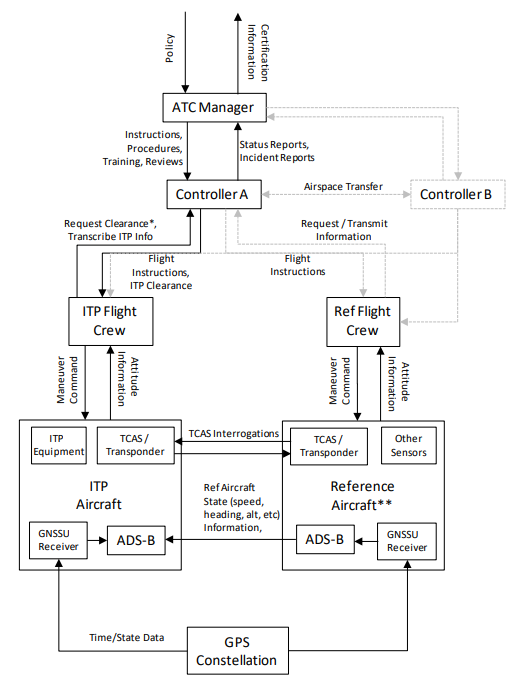 Policy
Certification
Information
ATC Manager
Instructions,
Procedures,
Training, Reviews
Status Reports,
Incident Reports
Controller A
Airspace Transfer
Controller B
Request Clearance*,
Transcribe ITP Info
Request / Transmit
Information
Flight
Instructions,
ITP Clearance
Flight
Instructions
ITP Flight
Crew
Ref Flight
Crew
Maneuver
Command
Attitude
Information
Maneuver
Command
Attitude
Information
ITP
Equipment
TCAS /
Transponder
TCAS Interrogations
TCAS /
Transponder
Other
Sensors
ITP
Aircraft
Ref Aircraft
State (speed,
heading, alt, etc)
Information,
Reference
Aircraft**
GNSSU
Receiver
ADS-B
ADS-B
GNSSU
Receiver
Time/State Data
GPS
Constellation